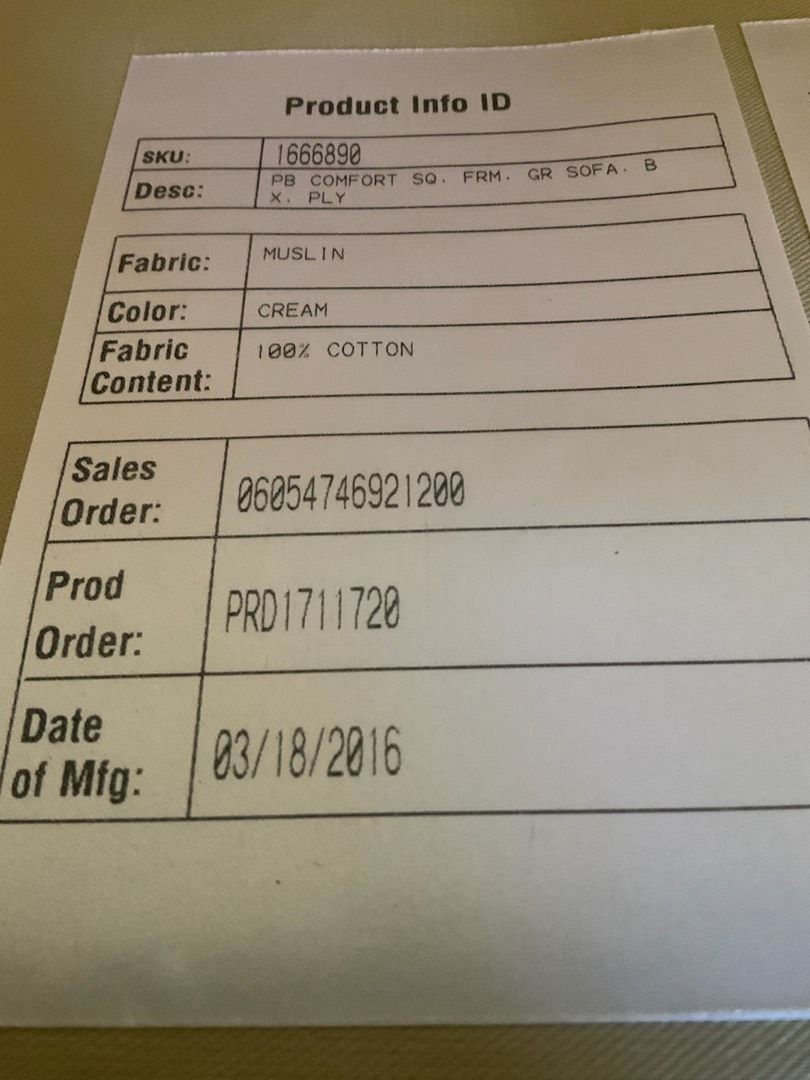 Product Info ID
SKU: 1666890
Desc: PB COMFORT SQ. FRM. GR SOFA. B
X. PLY
Fabric: MUSLIN
Color: CREAM
Fabric Content: 100% COTTON
Sales Order: 06054746921200
Prod Order: PRD1711720
Date of Mfg: 03/18/2016